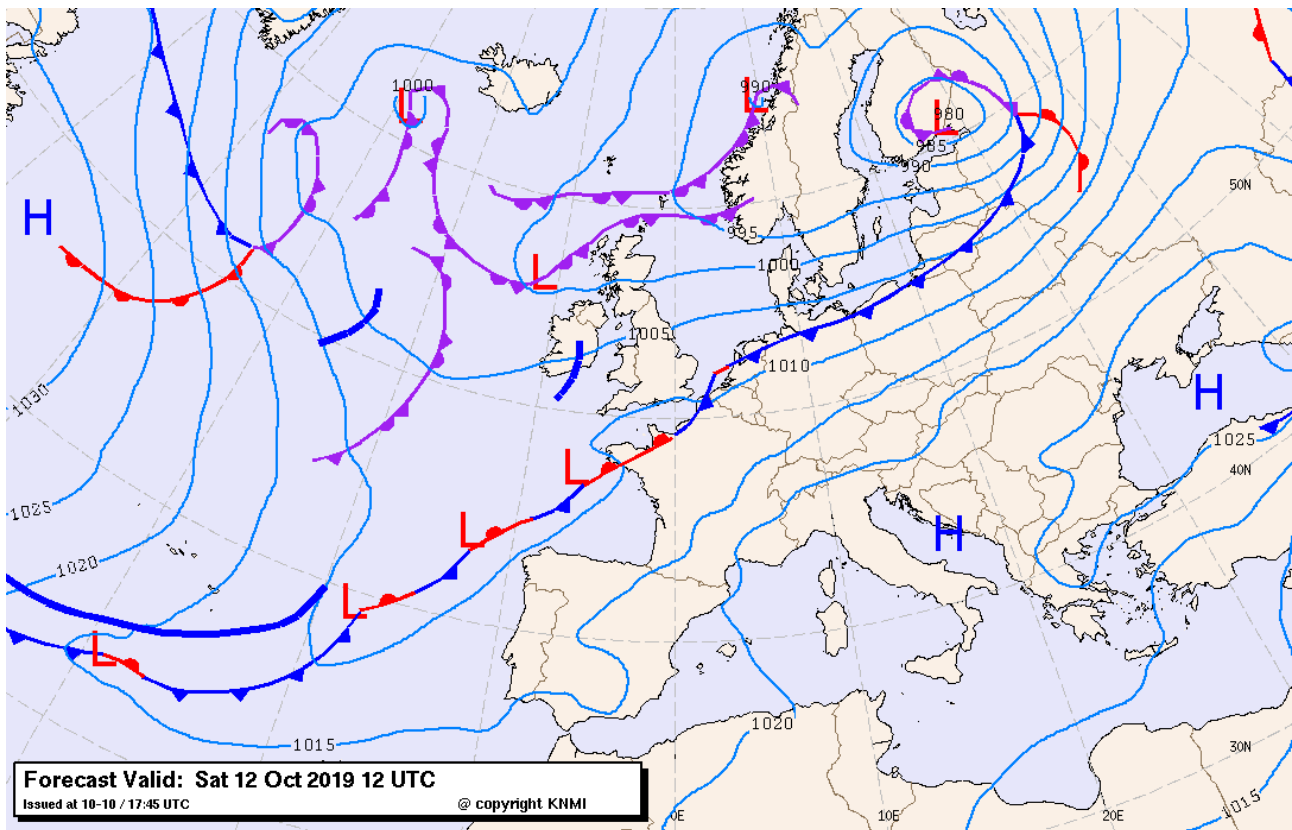 1000
L
990
L
980
L
985
990
50N
H
995
L
1000
1005
1010
1030
H
1025
40N
L
1025
L
H
1020
L
L
1020
1015
30N
1015
0E
10E
20E
Forecast Valid: Sat 12 Oct 2019 12 UTC
Issued at 10-10 / 17:45 UTC
@ copyright KNMI